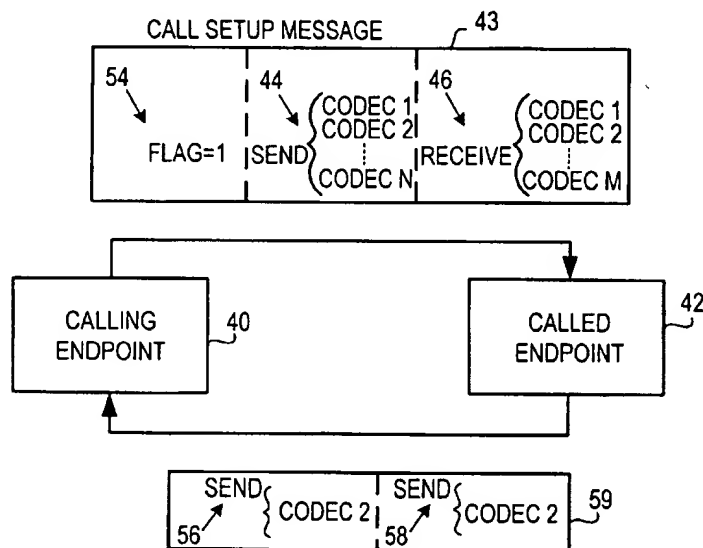 CALL SETUP MESSAGE
43
54
44
46
FLAG=1
SEND
CODEC 1
CODEC 2
CODEC N
RECEIVE
CODEC 1
CODEC 2
CODEC M
CALLING
ENDPOINT
40
CALLED
ENDPOINT
42
SEND
CODEC 2
56
SEND
CODEC 2
58
59